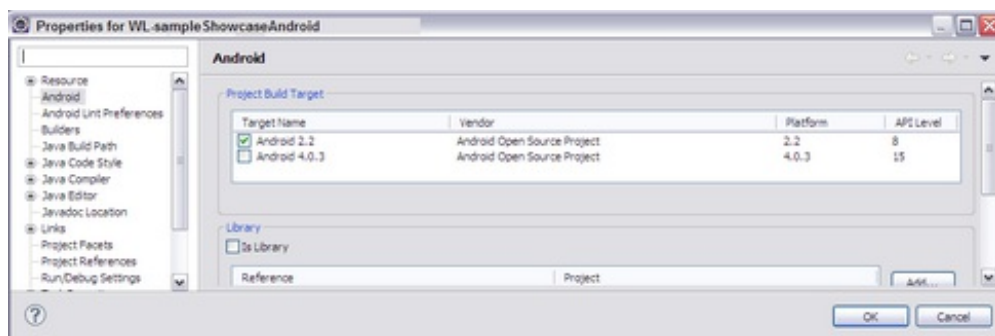 Properties for WL-sampleShowcaseAndroid
Android
Resource
Android
Android Lint Preferences
Builders
Java Build Path
Java Code Style
Java Compiler
Java Editor
Javadoc Location
Links
Project Facets
Project References
Run/Debug Settings
Project Build Target
Target Name Vendor Platform API Level
Android 2.2 Android Open Source Project 2.2 8
Android 4.0.3 Android Open Source Project 4.0.3 15
Library
Is Library
Reference Project
Add...
OK Cancel